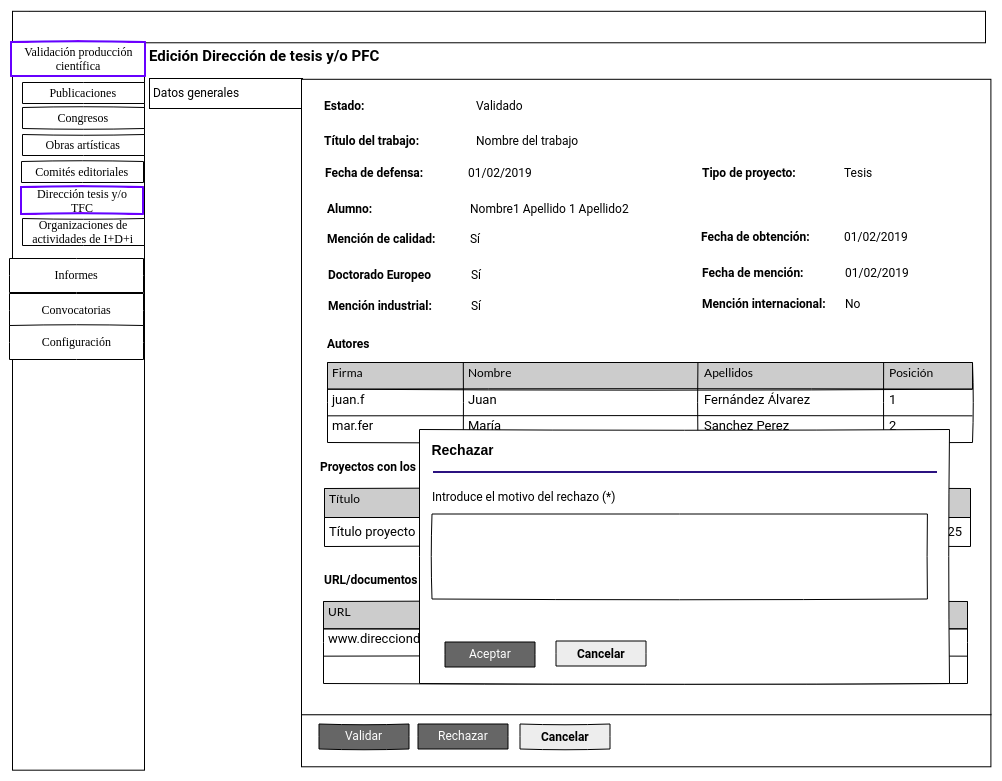 Validación producción
científica
Edición Dirección de tesis y/o PFC
Publicaciones
Congresos
Obras artísticas
Comités editoriales
Dirección tesis y/o
TFC
Organizaciones de
actividades de I+D+i
Informes
Convocatorias
Configuración
Datos generales
Estado: Validado
Título del trabajo: Nombre del trabajo
Fecha de defensa: 01/02/2019 Tipo de proyecto: Tesis
Alumno: Nombre1 Apellido 1 Apellido2
Mención de calidad: Sí Fecha de obtención: 01/02/2019
Doctorado Europeo Sí Fecha de mención: 01/02/2019
Mención industrial: Sí Mención internacional: No
Autores
Firma Nombre Apellidos Posición
juan.f Juan Fernández Álvarez 1
mar.fer María Sanchez Perez 2
Proyectos con los
Título
Título proyecto 25
URL/documentos
URL
www.direcciond
Rechazar
Introduce el motivo del rechazo (*)
Aceptar Cancelar
Validar Rechazar Cancelar